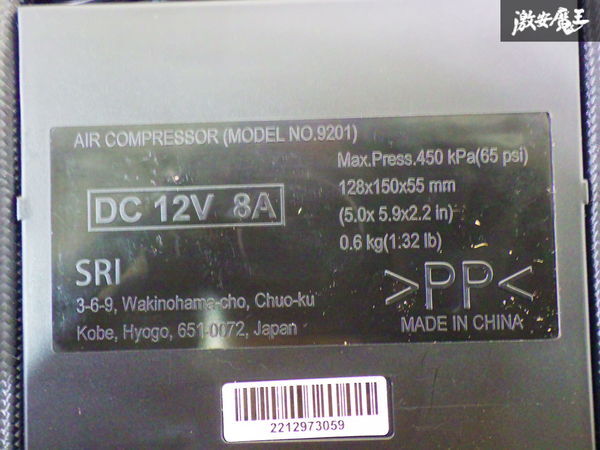 激安魔王
AIR COMPRESSOR (MODEL NO.9201)
Max.Press.450 kPa(65 psi)
128x150x55 mm
(5.0x 5.9x2.2 in)
0.6 kg(1:32 lb)
DC 12V 8A
SRI
3-6-9, Wakinohama-cho, Chuo-ku
Kobe, Hyogo, 651-0072, Japan
>PP<
MADE IN CHINA
2212973059